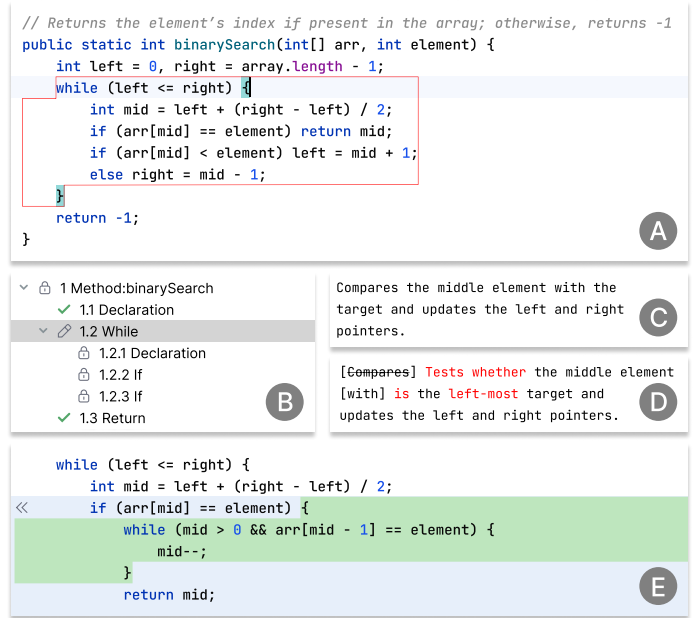 // Returns the element’s index if present in the array; otherwise, returns -1
public static int binarySearch(int[] arr, int element) {
    int left = 0, right = array.length - 1;
    while (left <= right) {
        int mid = left + (right - left) / 2;
        if (arr[mid] == element) return mid;
        if (arr[mid] < element) left = mid + 1;
        else right = mid - 1;
    }
    return -1;
}
A
1 Method:binarySearch
1.1 Declaration
1.2 While
1.2.1 Declaration
1.2.2 If
1.2.3 If
1.3 Return
B
Compares the middle element with the
target and updates the left and right
pointers.
C
[Compares] Tests whether the middle element
[with] is the left-most target and
updates the left and right pointers.
D
    while (left <= right) {
        int mid = left + (right - left) / 2;
        if (arr[mid] == element) {
            while (mid > 0 && arr[mid - 1] == element) {
                mid--;
            }
            return mid;
E